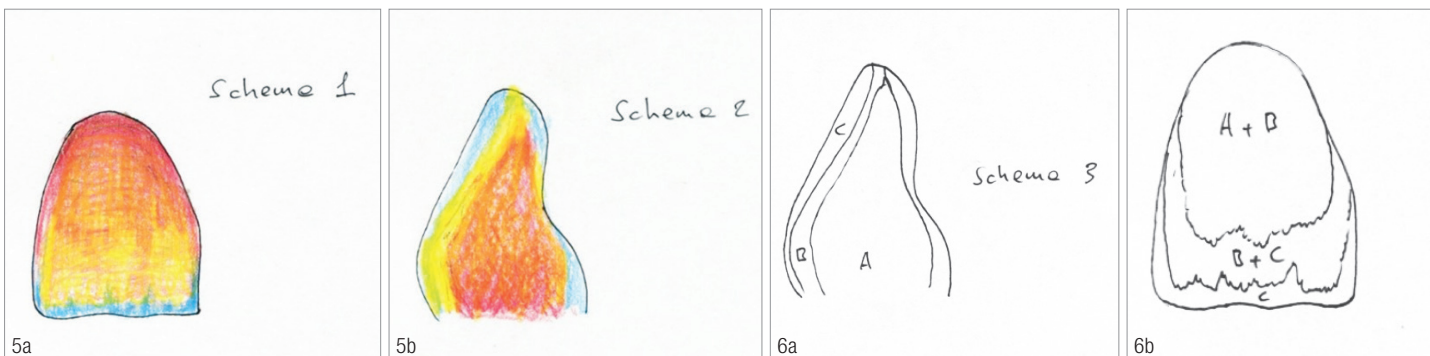 Scheme 1
5a
Scheme 2
5b
Scheme 3
C
B
A
6a
A + B
B + C
C
6b